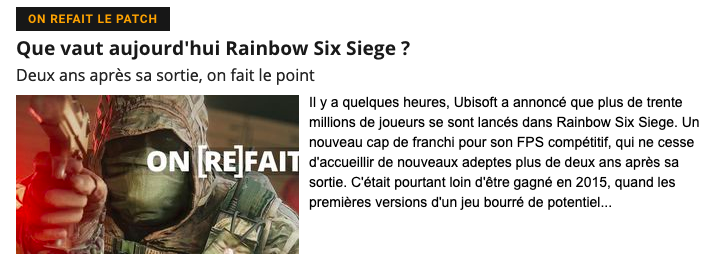 ON REFAIT LE PATCH
Que vaut aujourd'hui Rainbow Six Siege ?
Deux ans après sa sortie, on fait le point
ON [RE]FAIT
Il y a quelques heures, Ubisoft a annoncé que plus de trente
millions de joueurs se sont lancés dans Rainbow Six Siege. Un
nouveau cap de franchi pour son FPS compétitif, qui ne cesse
d'accueillir de nouveaux adeptes plus de deux ans après sa
sortie. C'était pourtant loin d'être gagné en 2015, quand les
premières versions d'un jeu bourré de potentiel...